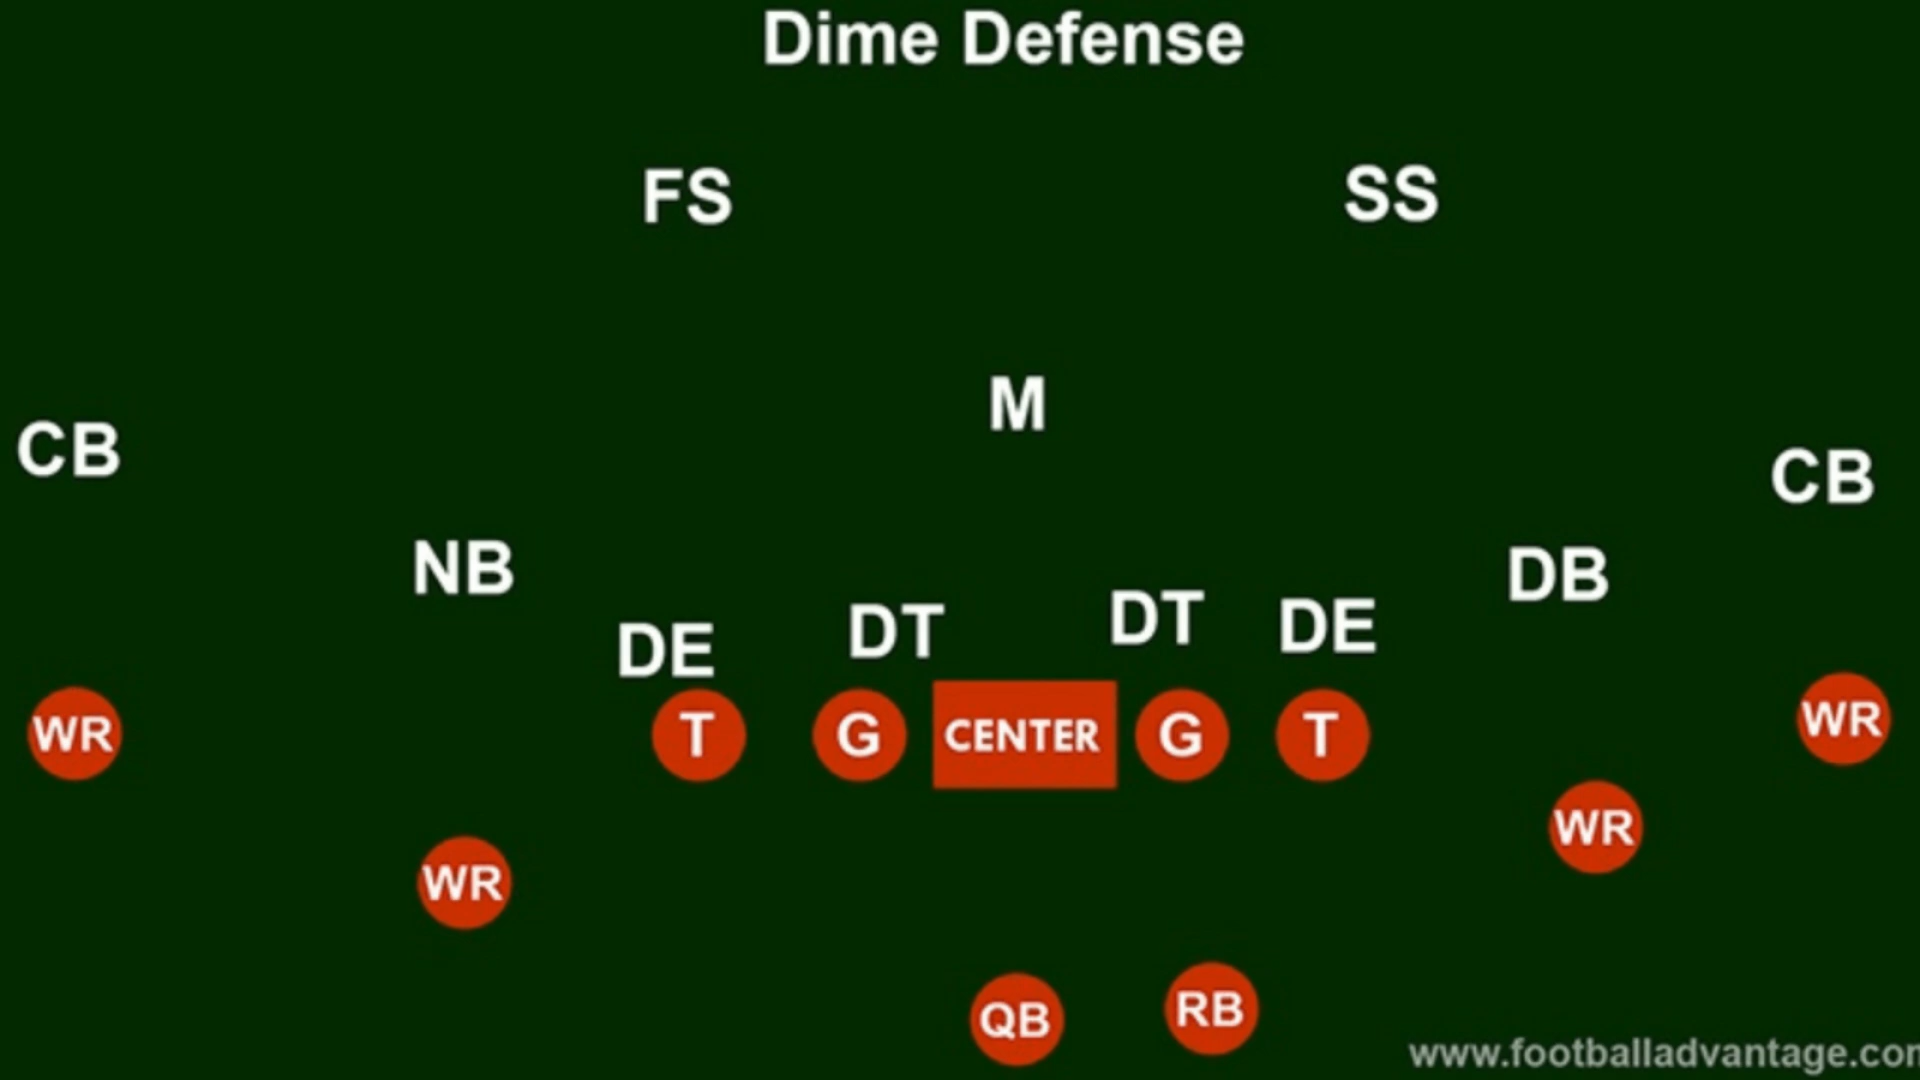 Dime Defense
FS SS
M
CB CB
NB DB
DE DT DT DE
WR T G CENTER G T WR
WR WR
QB RB
www.footballadvantage.com